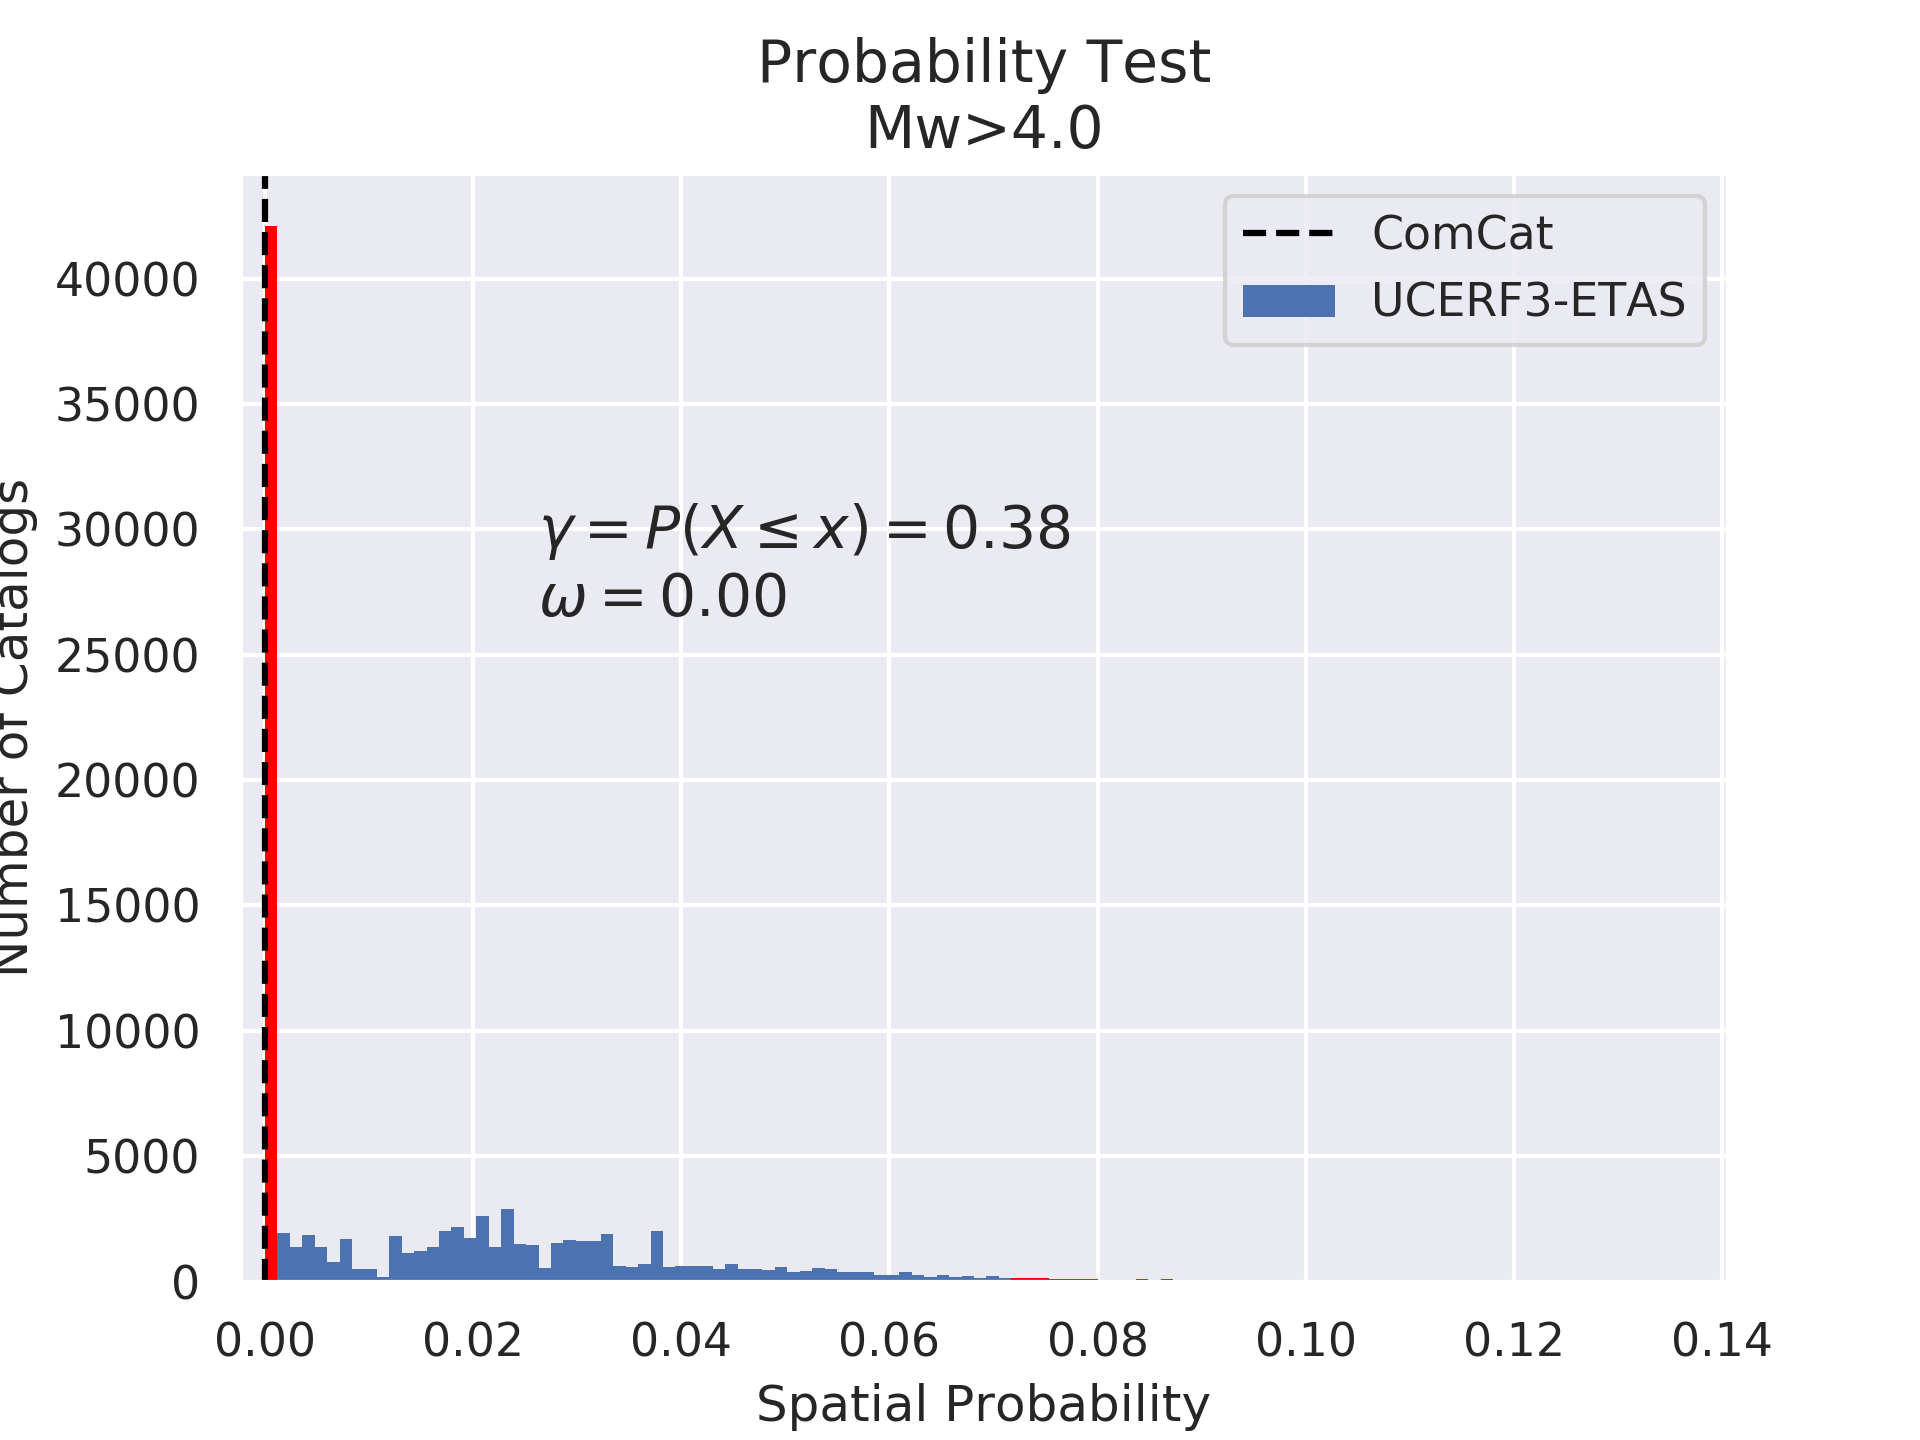 Probability Test
Mw>4.0
ComCat
UCERF3-ETAS
γ = P(X ≤ x) = 0.38
ω = 0.00
Number of Catalogs
40000
35000
30000
25000
20000
15000
10000
5000
0
0.00 0.02 0.04 0.06 0.08 0.10 0.12 0.14
Spatial Probability